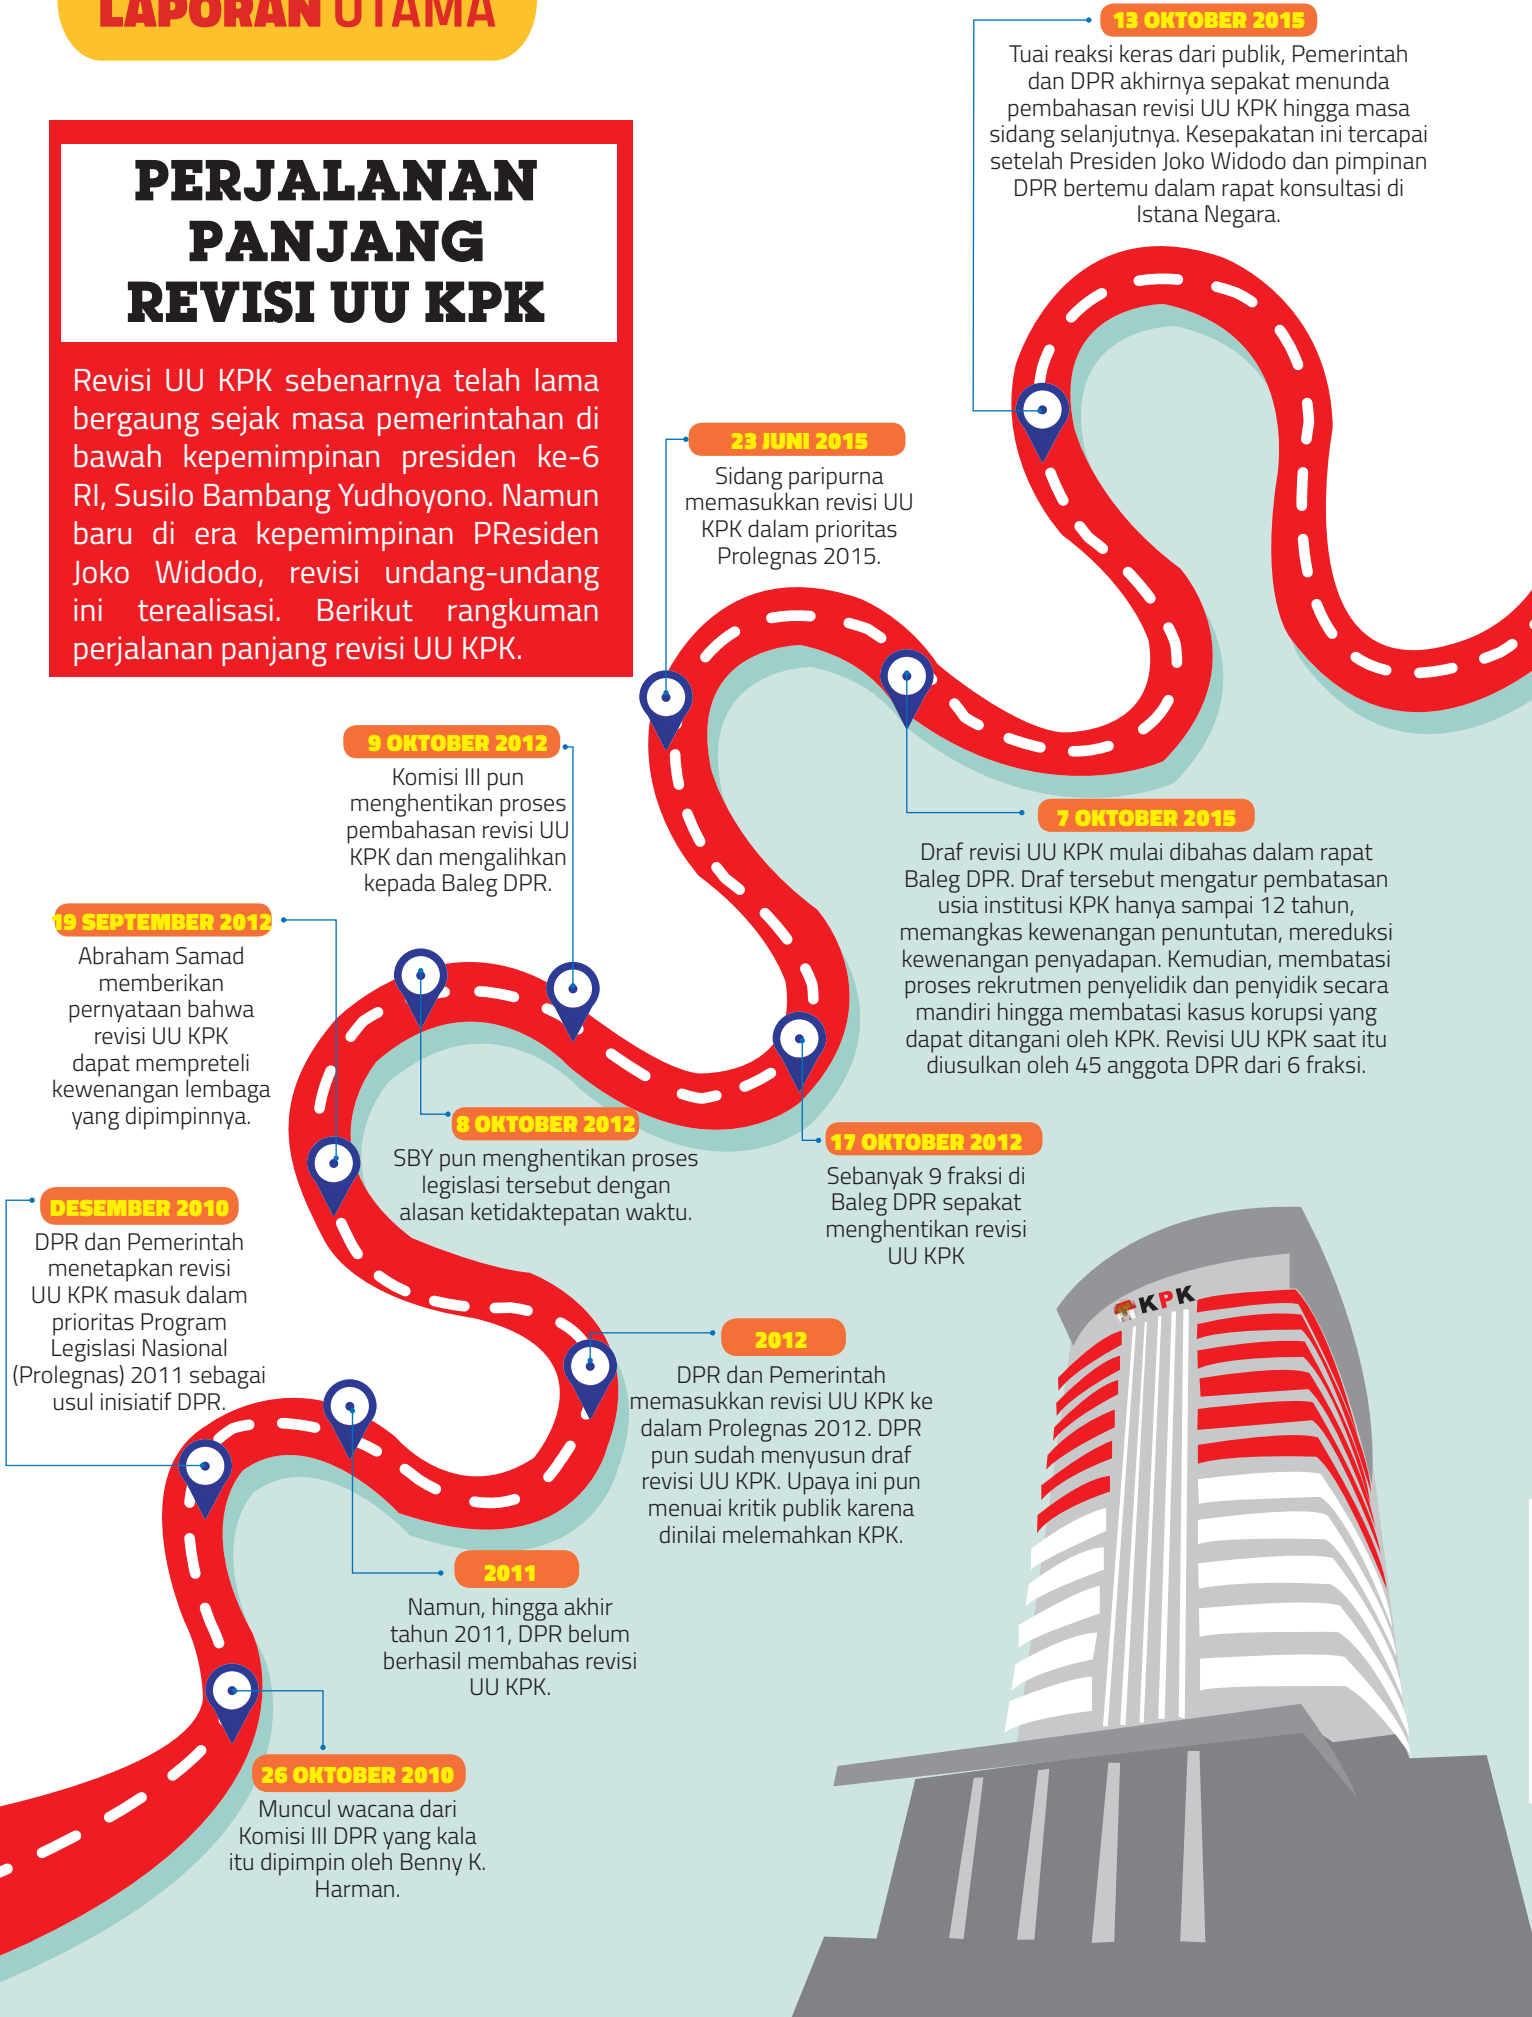 LAPORAN UTAMA
PERJALANAN
PANJANG
REVISI UU KPK
Revisi UU KPK sebenarnya telah lama
bergaung sejak masa pemerintahan di
bawah kepemimpinan presiden ke-6
RI, Susilo Bambang Yudhoyono. Namun
baru di era kepemimpinan PResiden
Joko Widodo, revisi undang-undang
ini terealisasi. Berikut rangkuman
perjalanan panjang revisi UU KPK.
13 OKTOBER 2015
Tuai reaksi keras dari publik, Pemerintah
dan DPR akhirnya sepakat menunda
pembahasan revisi UU KPK hingga masa
sidang selanjutnya. Kesepakatan ini tercapai
setelah Presiden Joko Widodo dan pimpinan
DPR bertemu dalam rapat konsultasi di
Istana Negara.
23 JUNI 2015
Sidang paripurna
memasukkan revisi UU
KPK dalam prioritas
Prolegnas 2015.
9 OKTOBER 2012
Komisi III pun
menghentikan proses
pembahasan revisi UU
KPK dan mengalihkan
kepada Baleg DPR.
7 OKTOBER 2015
Draf revisi UU KPK mulai dibahas dalam rapat
Baleg DPR. Draf tersebut mengatur pembatasan
usia institusi KPK hanya sampai 12 tahun,
memangkas kewenangan penuntutan, mereduksi
kewenangan penyadapan. Kemudian, membatasi
proses rekrutmen penyelidik dan penyidik secara
mandiri hingga membatasi kasus korupsi yang
dapat ditangani oleh KPK. Revisi UU KPK saat itu
diusulkan oleh 45 anggota DPR dari 6 fraksi.
19 SEPTEMBER 2012
Abraham Samad
memberikan
pernyataan bahwa
revisi UU KPK
dapat mempreteli
kewenangan lembaga
yang dipimpinnya.
8 OKTOBER 2012
SBY pun menghentikan proses
legislasi tersebut dengan
alasan ketidaktepatan waktu.
17 OKTOBER 2012
Sebanyak 9 fraksi di
Baleg DPR sepakat
menghentikan revisi
UU KPK
DESEMBER 2010
DPR dan Pemerintah
menetapkan revisi
UU KPK masuk dalam
prioritas Program
Legislasi Nasional
(Prolegnas) 2011 sebagai
usul inisiatif DPR.
2012
DPR dan Pemerintah
memasukkan revisi UU KPK ke
dalam Prolegnas 2012. DPR
pun sudah menyusun draf
revisi UU KPK. Upaya ini pun
menuai kritik publik karena
dinilai melemahkan KPK.
KPK
2011
Namun, hingga akhir
tahun 2011, DPR belum
berhasil membahas revisi
UU KPK.
26 OKTOBER 2010
Muncul wacana dari
Komisi III DPR yang kala
itu dipimpin oleh Benny K.
Harman.